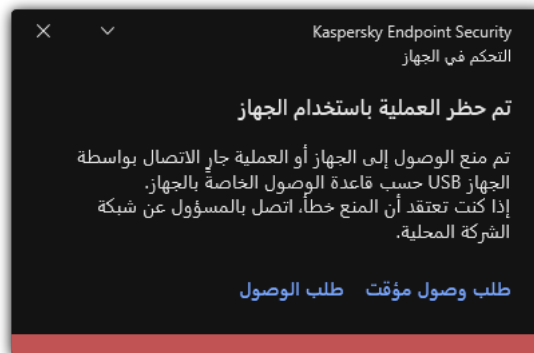 Kaspersky Endpoint Security
التحكم في الجهاز
تم حظر العملية باستخدام الجهاز
تم منع الوصول إلى الجهاز أو العملية جارٍ الاتصال بواسطة
الجهاز USB حسب قاعدة الوصول الخاصة بالجهاز.
إذا كنت تعتقد أن المنع خطأ، اتصل بالمسؤول عن شبكة
الشركة المحلية.
طلب وصول مؤقت طلب الوصول